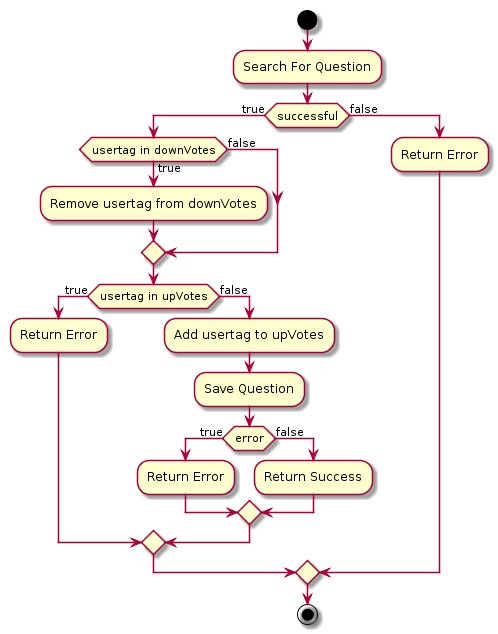 Search For Question
true
successful
false
usertag in downVotes
false
Return Error
true
Remove usertag from downVotes
true
usertag in upVotes
false
Return Error
Add usertag to upVotes
Save Question
true
error
false
Return Error
Return Success